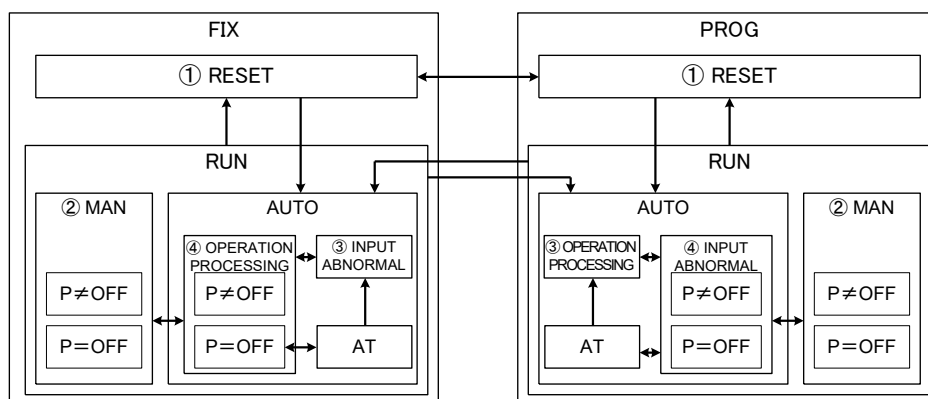 FIX
① RESET
RUN
② MAN
P≠OFF
P=OFF
AUTO
④ OPERATION
PROCESSING
P≠OFF
P=OFF
③ INPUT
ABNORMAL
AT
PROG
① RESET
RUN
AUTO
③ OPERATION
PROCESSING
AT
④ INPUT
ABNORMAL
P≠OFF
P=OFF
② MAN
P≠OFF
P=OFF